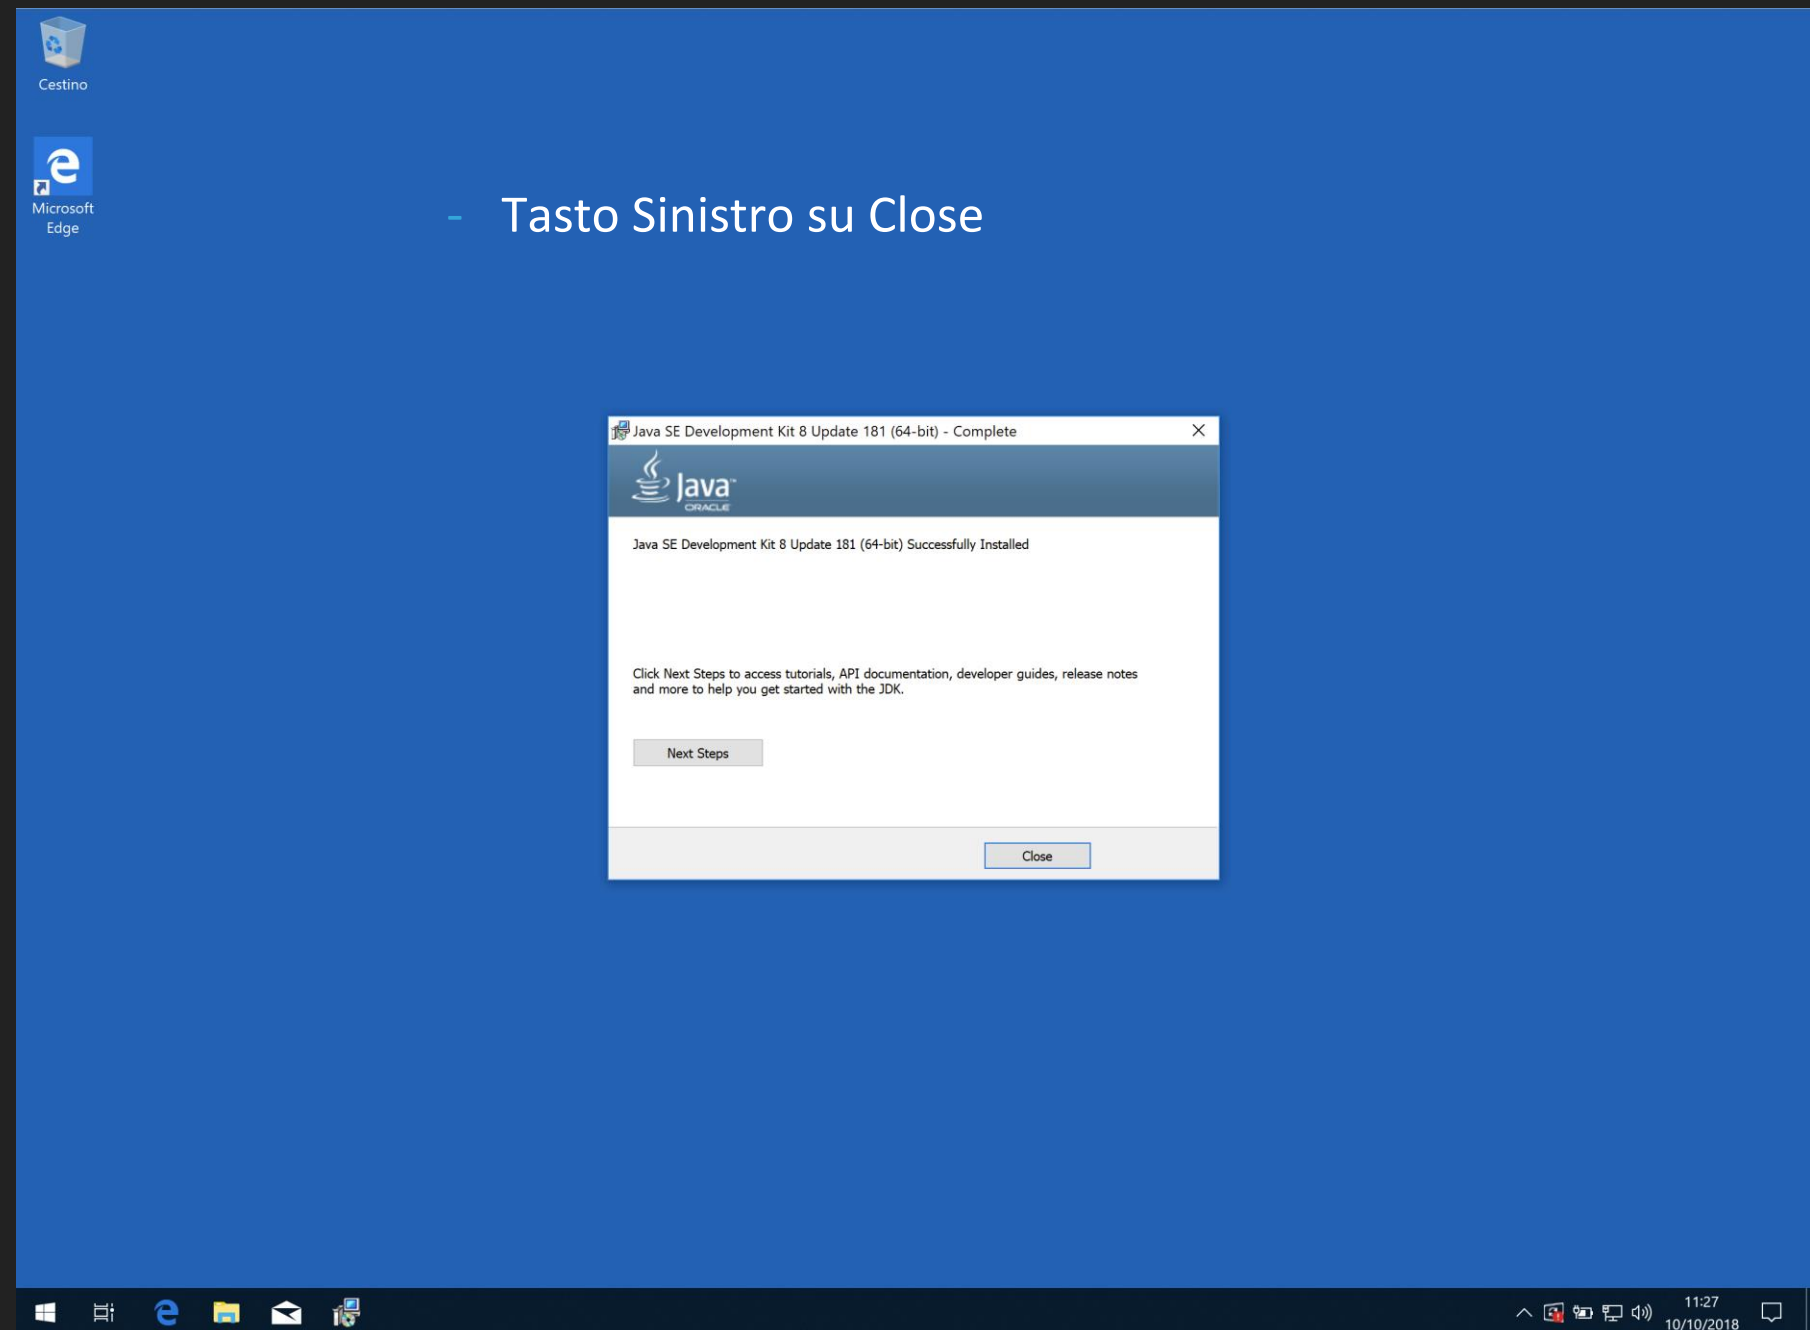 Cestino
Microsoft
Edge
- Tasto Sinistro su Close
Java SE Development Kit 8 Update 181 (64-bit) - Complete
Java™
ORACLE
Java SE Development Kit 8 Update 181 (64-bit) Successfully Installed
Click Next Steps to access tutorials, API documentation, developer guides, release notes
and more to help you get started with the JDK.
Next Steps
Close
11:27
10/10/2018